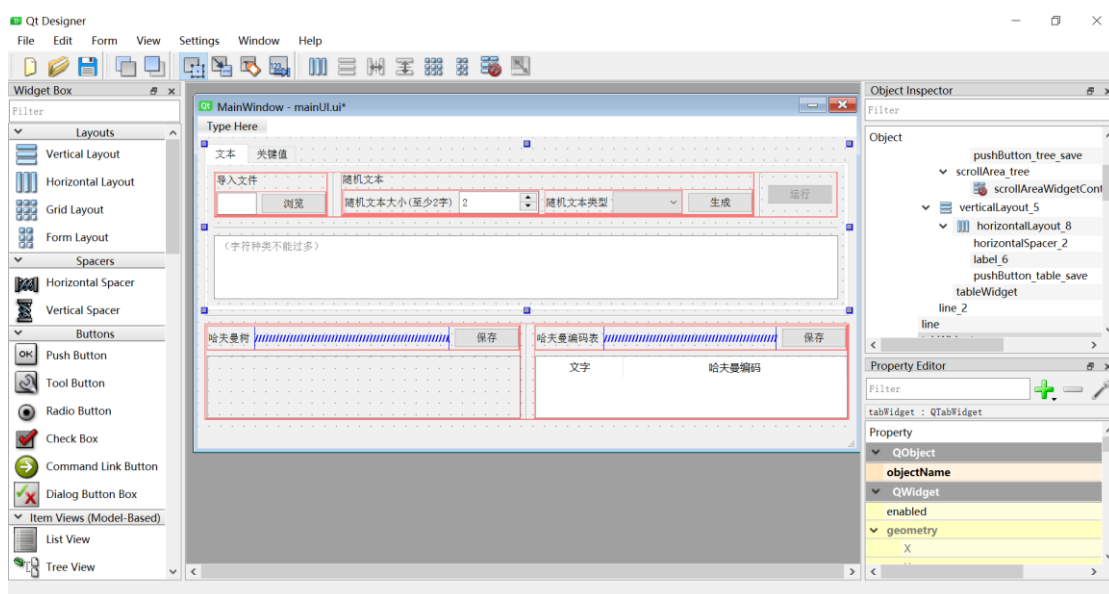 Qt Designer
File Edit Form View Settings Window Help
Widget Box
Filter
Layouts
Vertical Layout
Horizontal Layout
Grid Layout
Form Layout
Spacers
Horizontal Spacer
Vertical Spacer
Buttons
OK Push Button
Tool Button
Radio Button
Check Box
Command Link Button
Dialog Button Box
Item Views (Model-Based)
List View
Tree View
Qt MainWindow - mainUI.ui*
Type Here
文本 关键值
导入文件 随机文本
浏览 随机文本大小(至少2字) 2 随机文本类型 生成 运行
(字符种类不能过多)
哈夫曼树 保存 哈夫曼编码表 保存
文字 哈夫曼编码
Object Inspector
Filter
Object
pushButton_tree_save
scrollArea_tree
scrollAreaWidgetCont
verticalLayout_5
horizontalLayout_8
horizontalSpacer_2
label_6
pushButton_table_save
tableWidget
line_2
line
Property Editor
Filter
tabWidget : QTabWidget
Property
QObject
objectName
QWidget
enabled
geometry
X